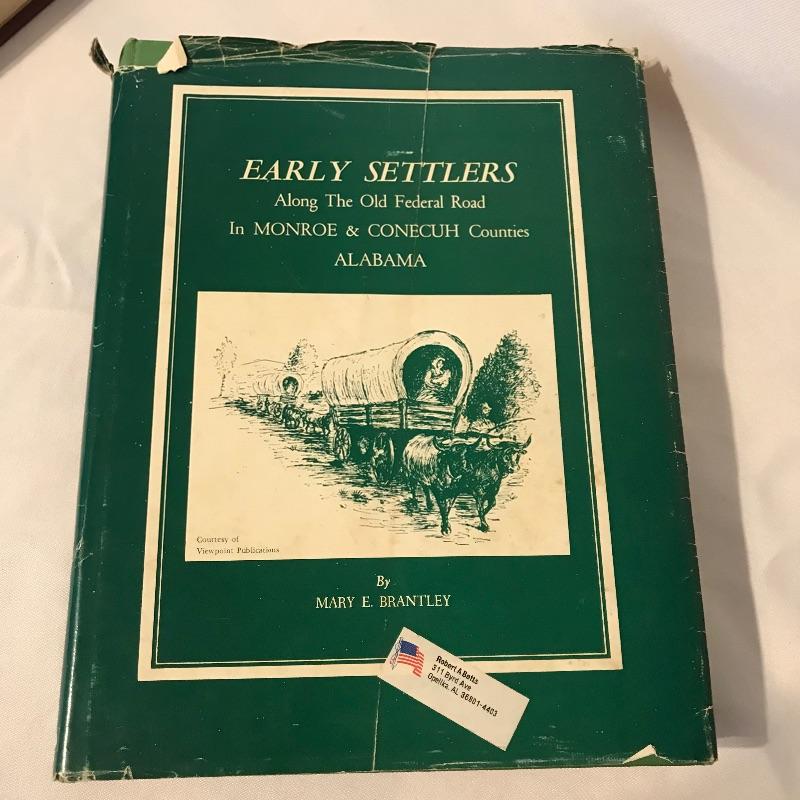 EARLY SETTLERS
Along The Old Federal Road
In MONROE & CONECUH Counties
ALABAMA
Courtesy of
Viewpoint Publications
By
MARY E. BRANTLEY
Robert A Betts
311 Byrd Ave
Opelika, AL 36801-4403